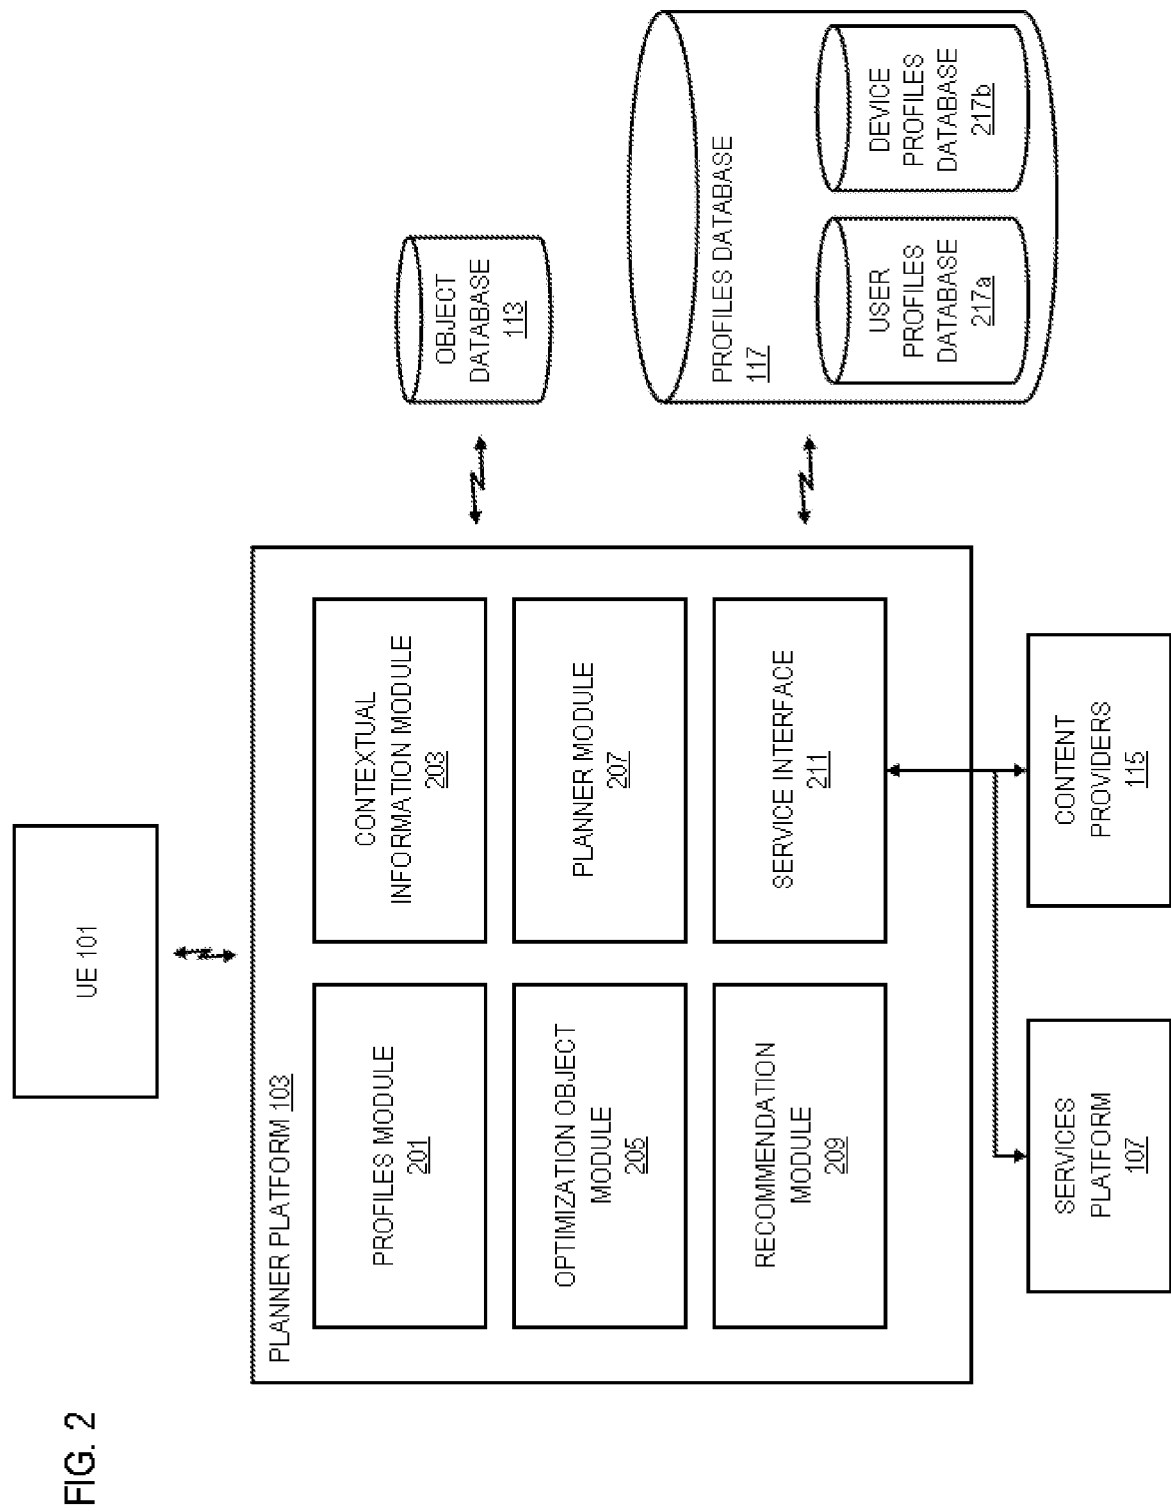 FIG. 2
UE 101
PLANNER PLATFORM 103
PROFILES MODULE
201
CONTEXTUAL
INFORMATION MODULE
203
OPTIMIZATION OBJECT
MODULE
205
PLANNER MODULE
207
RECOMMENDATION
MODULE
209
SERVICE INTERFACE
211
SERVICES
PLATFORM
107
CONTENT
PROVIDERS
115
OBJECT
DATABASE
113
PROFILES DATABASE
117
USER
PROFILES
DATABASE
217a
DEVICE
PROFILES
DATABASE
217b